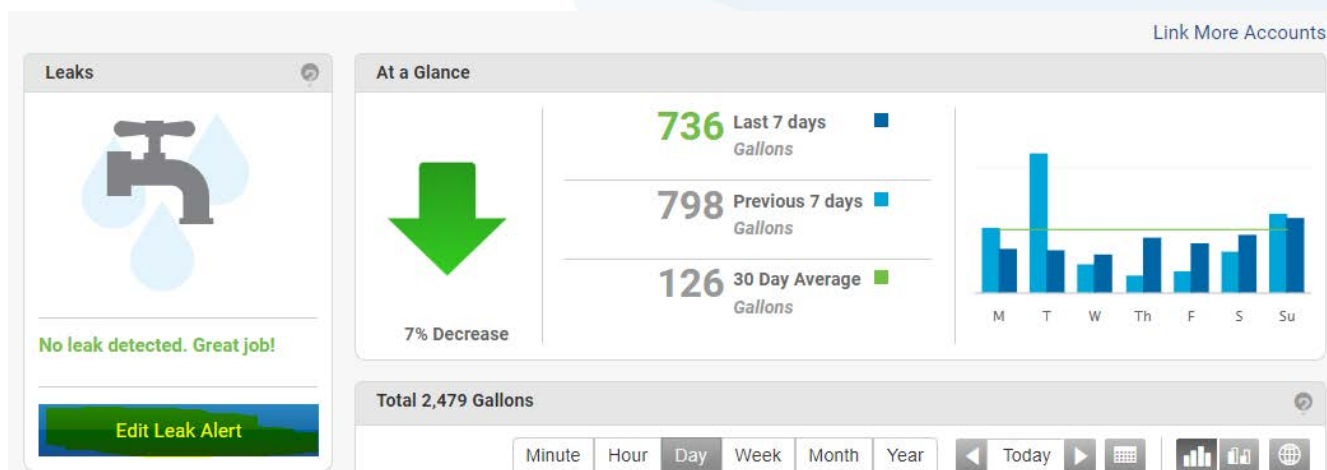 Link More Accounts
Leaks
No leak detected. Great job!
Edit Leak Alert
At a Glance
7% Decrease
736 Last 7 days
Gallons
798 Previous 7 days
Gallons
126 30 Day Average
Gallons
M T W Th F S Su
Total 2,479 Gallons
Minute Hour Day Week Month Year Today